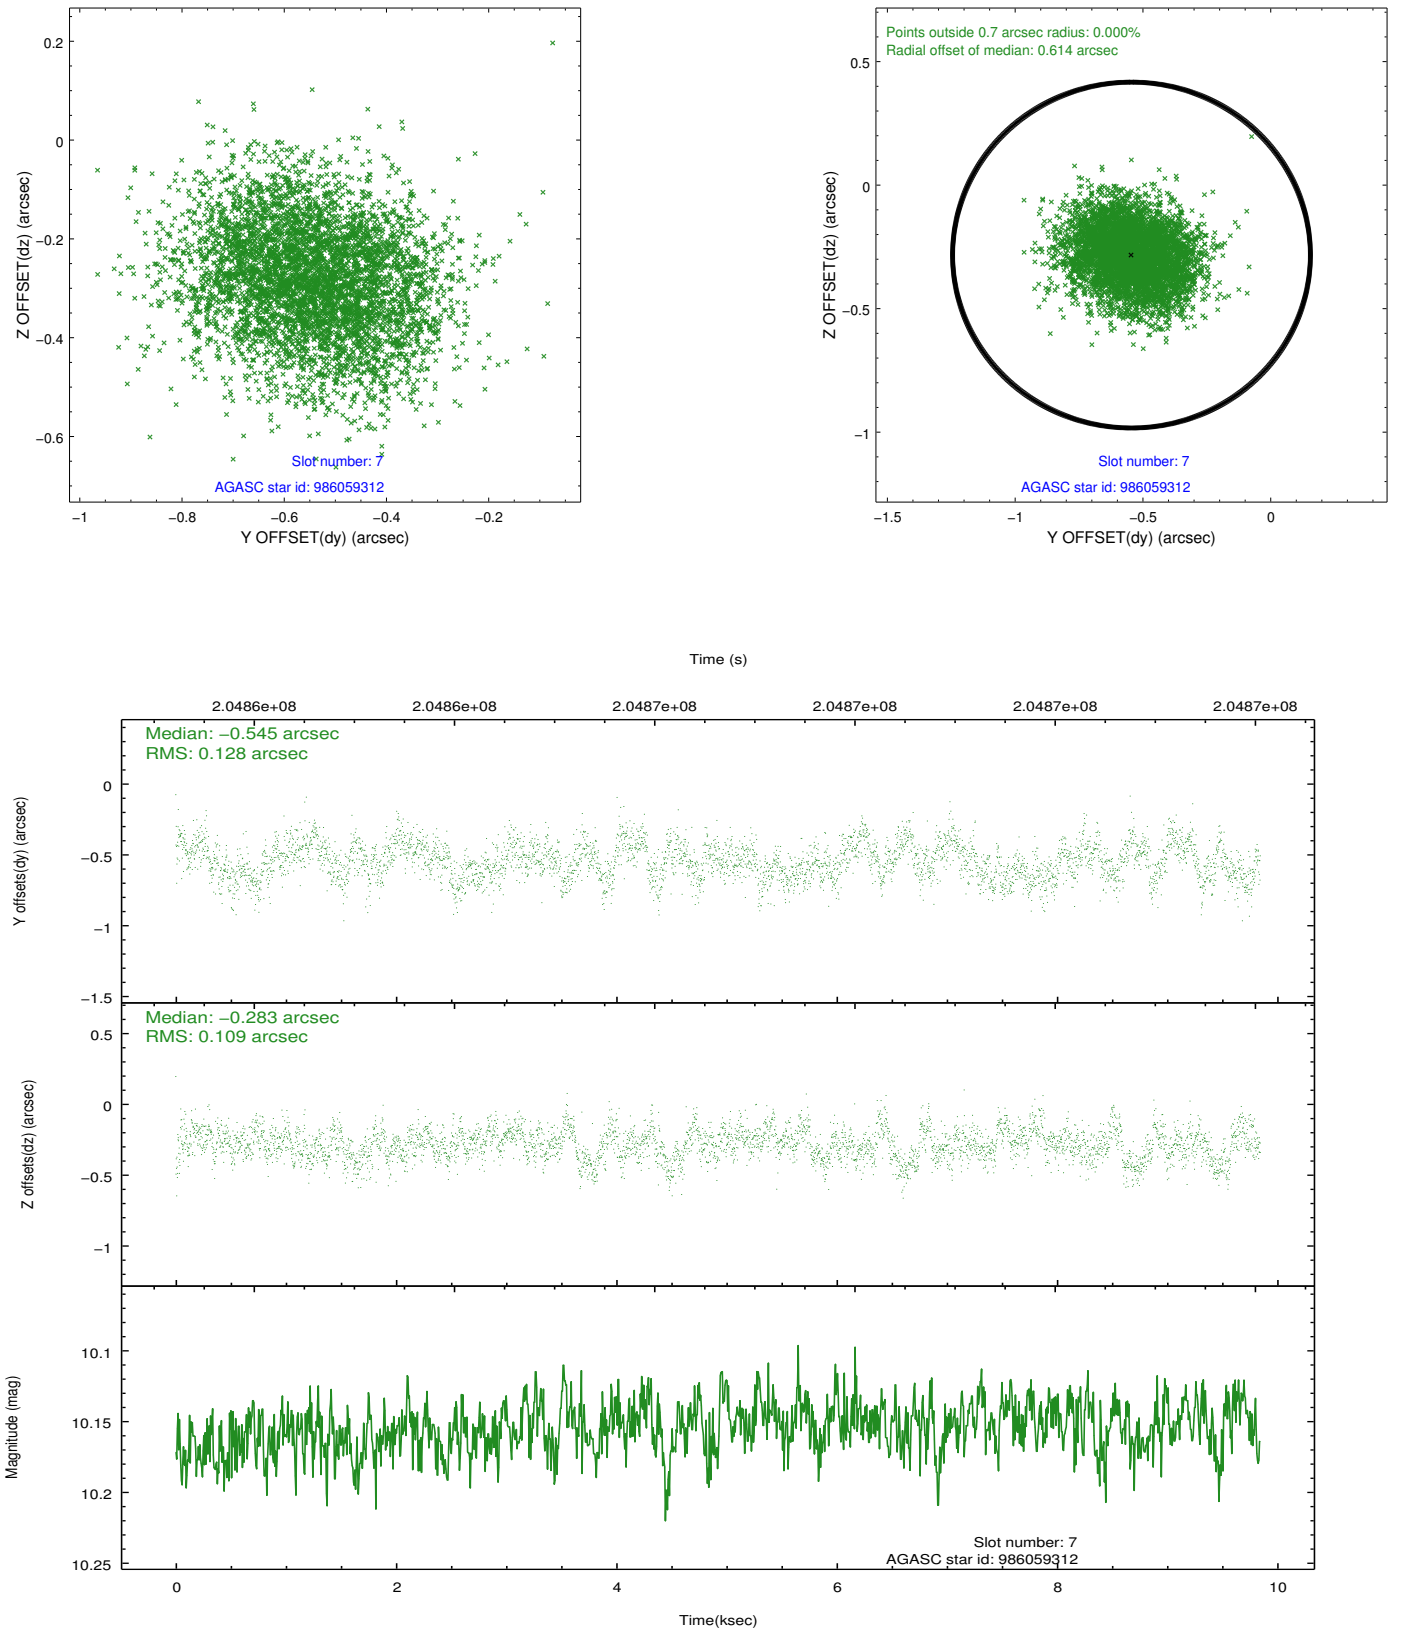 0.2
0
−0.2
−0.4
−0.6
Z OFFSET(dz) (arcsec)
Slot number: 7
AGASC star id: 986059312
−1
−0.8
−0.6
−0.4
−0.2
Y OFFSET(dy) (arcsec)
Points outside 0.7 arcsec radius: 0.000%
Radial offset of median: 0.614 arcsec
0.5
0
−0.5
−1
Z OFFSET(dz) (arcsec)
Slot number: 7
AGASC star id: 986059312
−1.5
−1
−0.5
0
Y OFFSET(dy) (arcsec)
Time (s)
2.0486e+08
2.0486e+08
2.0487e+08
2.0487e+08
2.0487e+08
2.0487e+08
Median: −0.545 arcsec
RMS: 0.128 arcsec
0
−0.5
−1
−1.5
Y offsets(dy) (arcsec)
Median: −0.283 arcsec
RMS: 0.109 arcsec
0.5
0
−0.5
−1
Z offsets(dz) (arcsec)
10.1
10.15
10.2
10.25
Magnitude (mag)
Slot number: 7
AGASC star id: 986059312
0
2
4
6
8
10
Time(ksec)